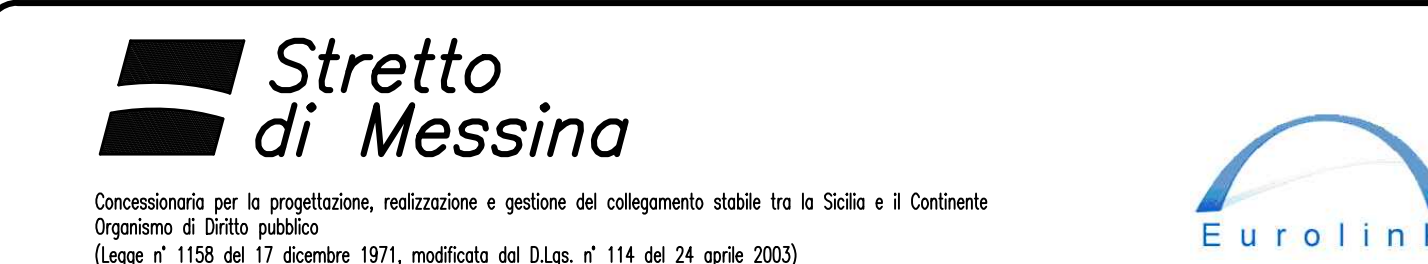 Stretto
di Messina
Concessionaria per la progettazione, realizzazione e gestione del collegamento stabile tra la Sicilia e il Continente
Organismo di Diritto pubblico
(Legge n° 1158 del 17 dicembre 1971, modificata dal D.Lgs. n° 114 del 24 aprile 2003)